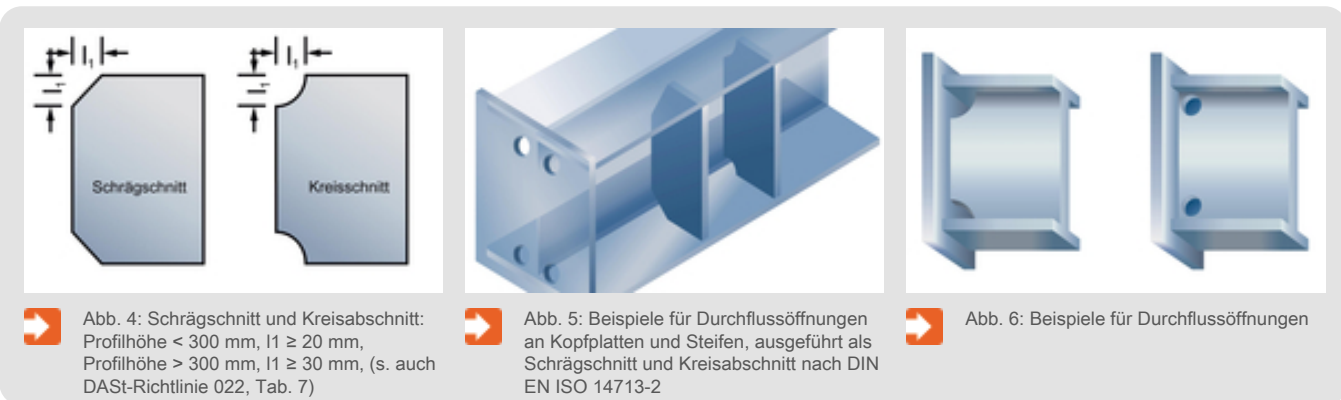 l1
l1
Schrägschnitt
l1
l1
Kreisschnitt
Abb. 4: Schrägschnitt und Kreisabschnitt:
Profilhöhe < 300 mm, l1 ≥ 20 mm,
Profilhöhe > 300 mm, l1 ≥ 30 mm, (s. auch
DASt-Richtlinie 022, Tab. 7)
Abb. 5: Beispiele für Durchflussöffnungen
an Kopfplatten und Steifen, ausgeführt als
Schrägschnitt und Kreisabschnitt nach DIN
EN ISO 14713-2
Abb. 6: Beispiele für Durchflussöffnungen